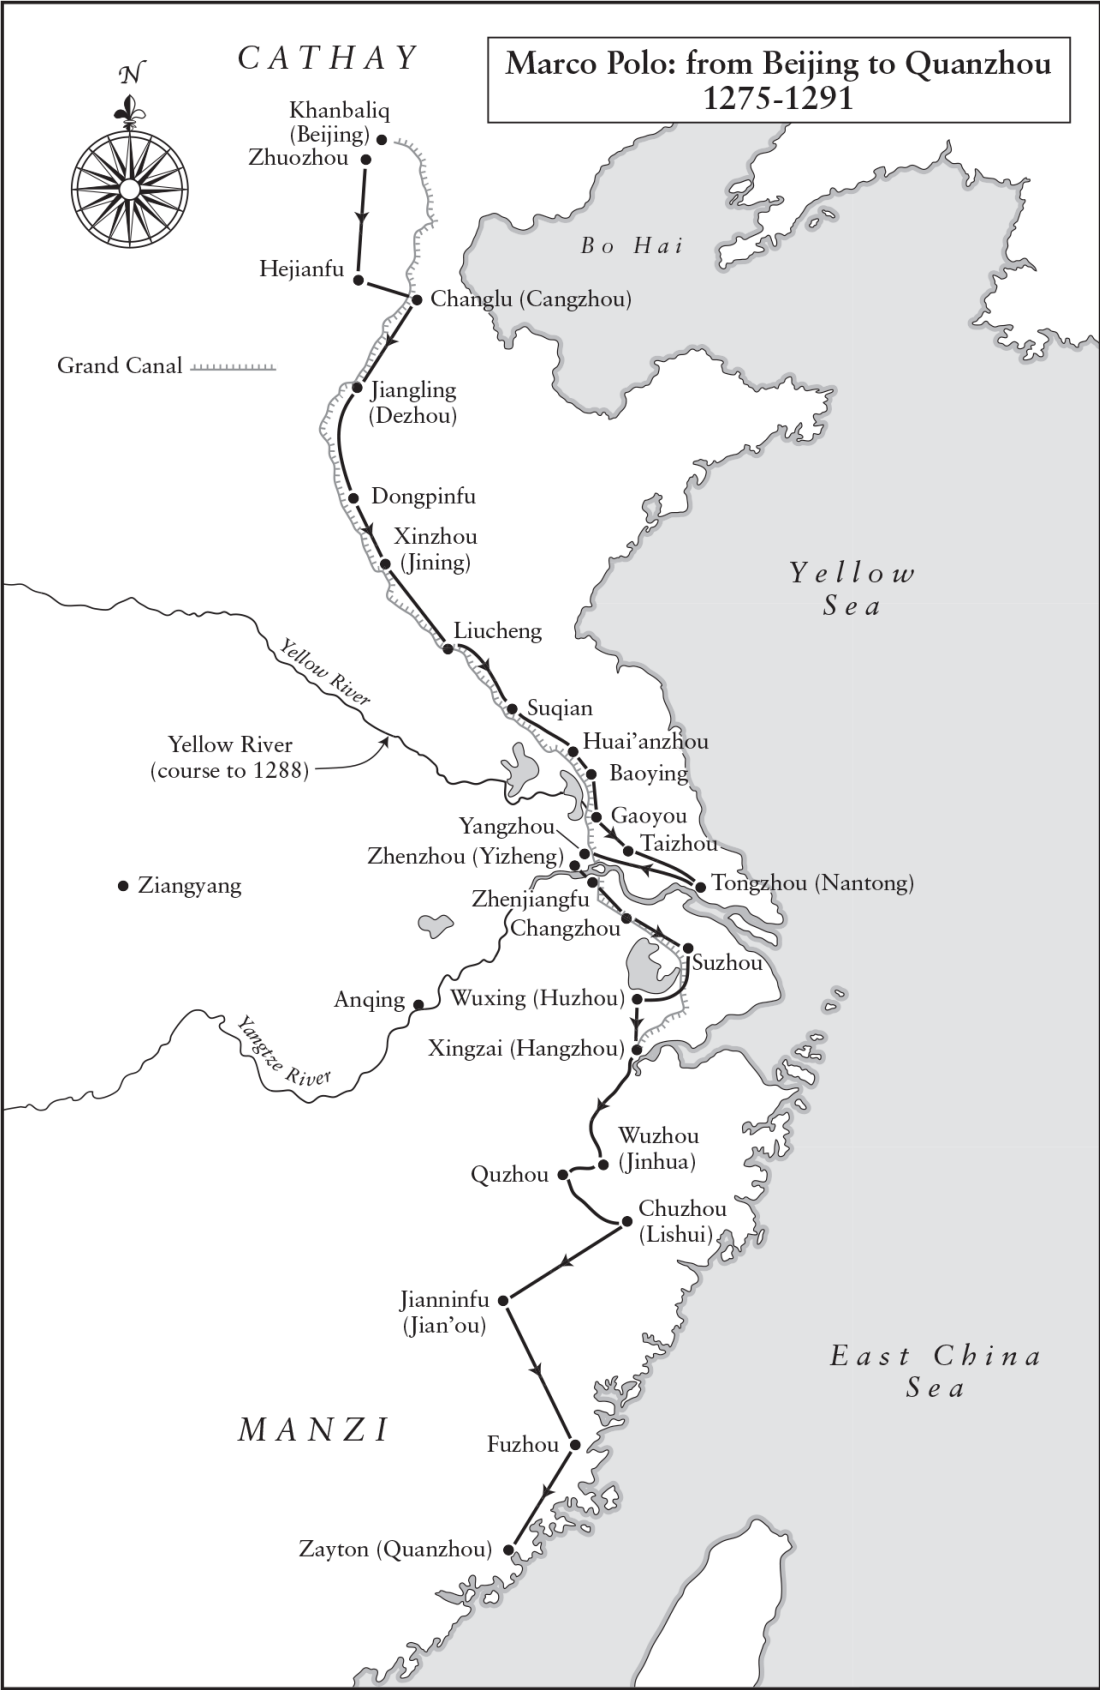 CATHAY
Marco Polo: from Beijing to Quanzhou
1275-1291
N
Khanbaliq
(Beijing)
Zhuozhou
Bo Hai
Hejianfu
Changlu (Cangzhou)
Grand Canal
Jiangling
(Dezhou)
Dongpinfu
Xinzhou
(Jining)
Yellow
Sea
Liucheng
Yellow River
Suqian
Yellow River
(course to 1288)
Huai'anzhou
Baoying
Gaoyou
Yangzhou
Taizhou
Zhenzhou (Yizheng)
Tongzhou (Nantong)
Ziangyang
Zhenjiangfu
Changzhou
Suzhou
Anqing
Wuxing (Huzhou)
Yangtze River
Xingzai (Hangzhou)
Wuzhou
(Jinhua)
Quzhou
Chuzhou
(Lishui)
Jianninfu
(Jian'ou)
East China
Sea
MANZI
Fuzhou
Zayton (Quanzhou)